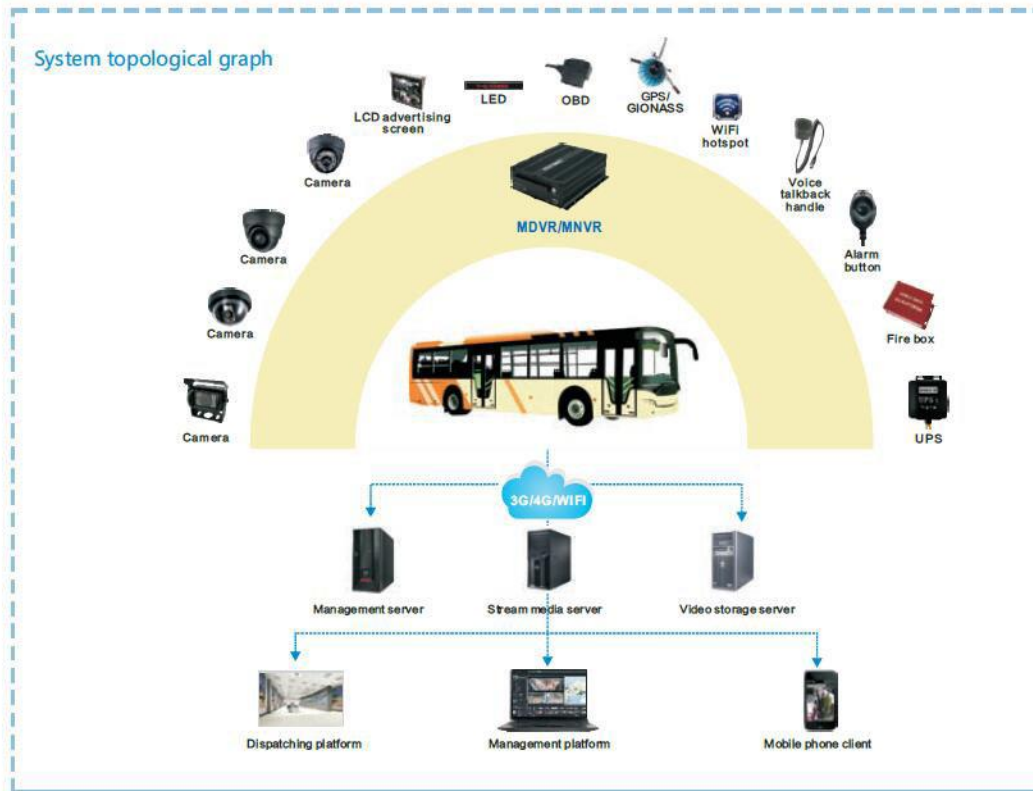 System topological graph
LCD advertising
screen
LED
OBD
GPS/
GIONASS
WiFi
hotspot
Camera
Voice
talkback
handle
MDVR/MNVR
Camera
Alarm
button
Camera
Fire box
Camera
UPS
UPS
3G/4G/WIFI
Management server
Stream media server
Video storage server
Dispatching platform
Management platform
Mobile phone client